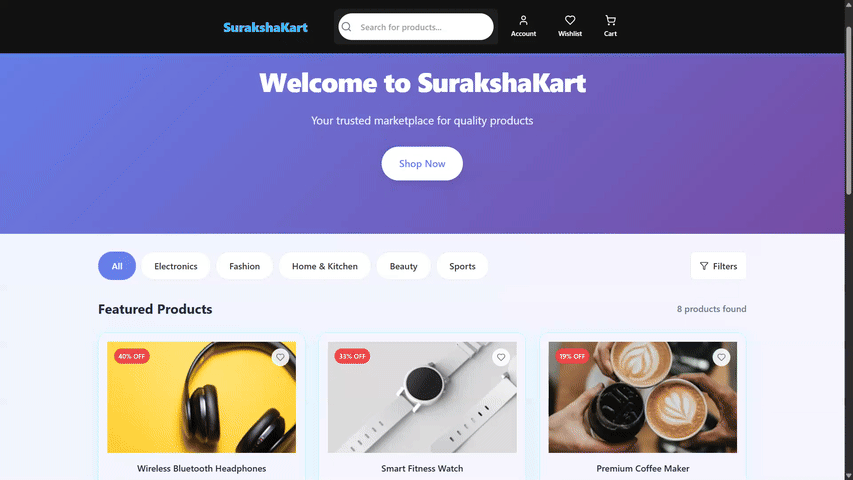 SurakshaKart
Search for products...
Account
Wishlist
Cart
Welcome to SurakshaKart
Your trusted marketplace for quality products
Shop Now
All
Electronics
Fashion
Home & Kitchen
Beauty
Sports
Filters
Featured Products
8 products found
40% OFF
33% OFF
19% OFF
Wireless Bluetooth Headphones
Smart Fitness Watch
Premium Coffee Maker